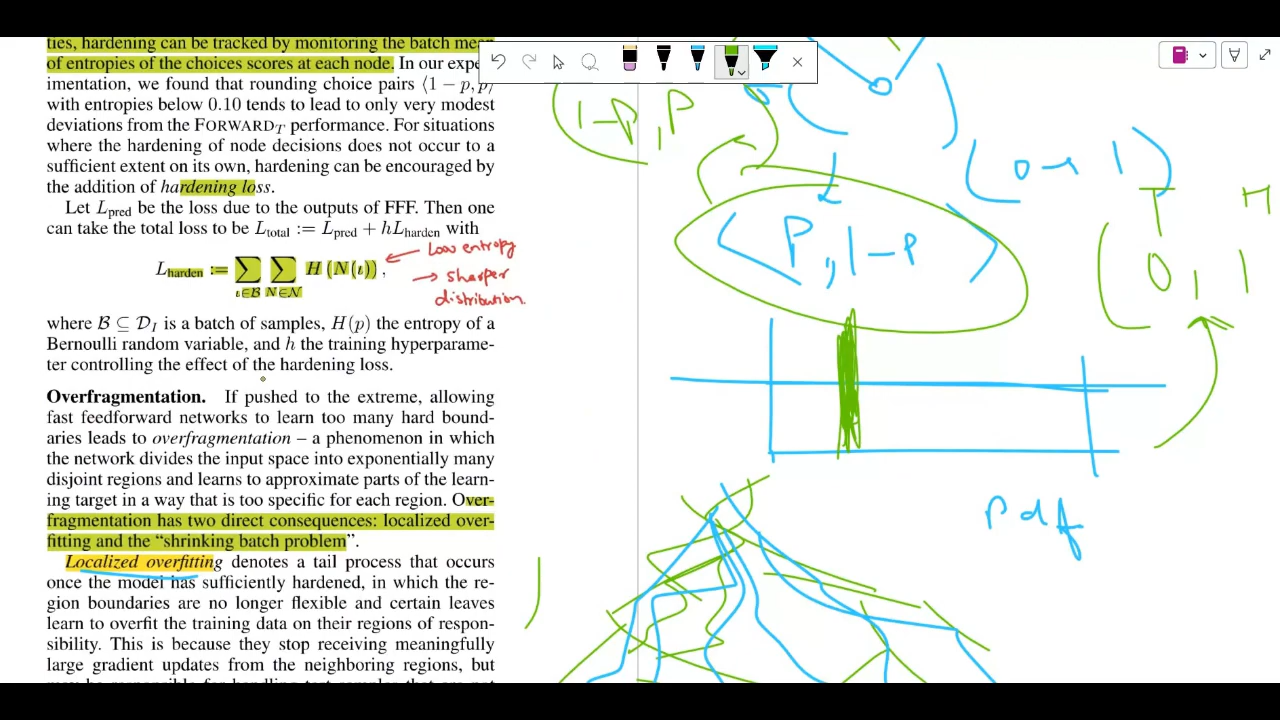 ties, hardening can be tracked by monitoring the batch mean
of entropies of the choices scores at each node. In our experi-
imentation, we found that rounding choice pairs ⟨1 − p, p⟩
with entropies below 0.10 tends to lead to only very modest
deviations from the FORWARD_T performance. For situations
where the hardening of node decisions does not occur to a
sufficient extent on its own, hardening can be encouraged by
the addition of hardening loss.
Let L_pred be the loss due to the outputs of FFF. Then one
can take the total loss to be L_total := L_pred + hL_harden with
L_harden := ∑_{ι∈B} ∑_{N∈N} H (N(ι)) ,
where B ⊆ D_I is a batch of samples, H(p) the entropy of a
Bernoulli random variable, and h the training hyperparame-
ter controlling the effect of the hardening loss.
Overfragmentation. If pushed to the extreme, allowing
fast feedforward networks to learn too many hard bound-
aries leads to overfragmentation – a phenomenon in which
the network divides the input space into exponentially many
disjoint regions and learns to approximate parts of the learn-
ing target in a way that is too specific for each region. Over-
fragmentation has two direct consequences: localized over-
fitting and the “shrinking batch problem”.
Localized overfitting denotes a tail process that occurs
once the model has sufficiently hardened, in which the re-
gion boundaries are no longer flexible and certain leaves
learn to overfit the training data on their regions of respon-
sibility. This is because they stop receiving meaningfully
large gradient updates from the neighboring regions, but
Low entropy
→ sharper
distribution.
1-p, p
P, 1-p
T H
0, 1
pdf